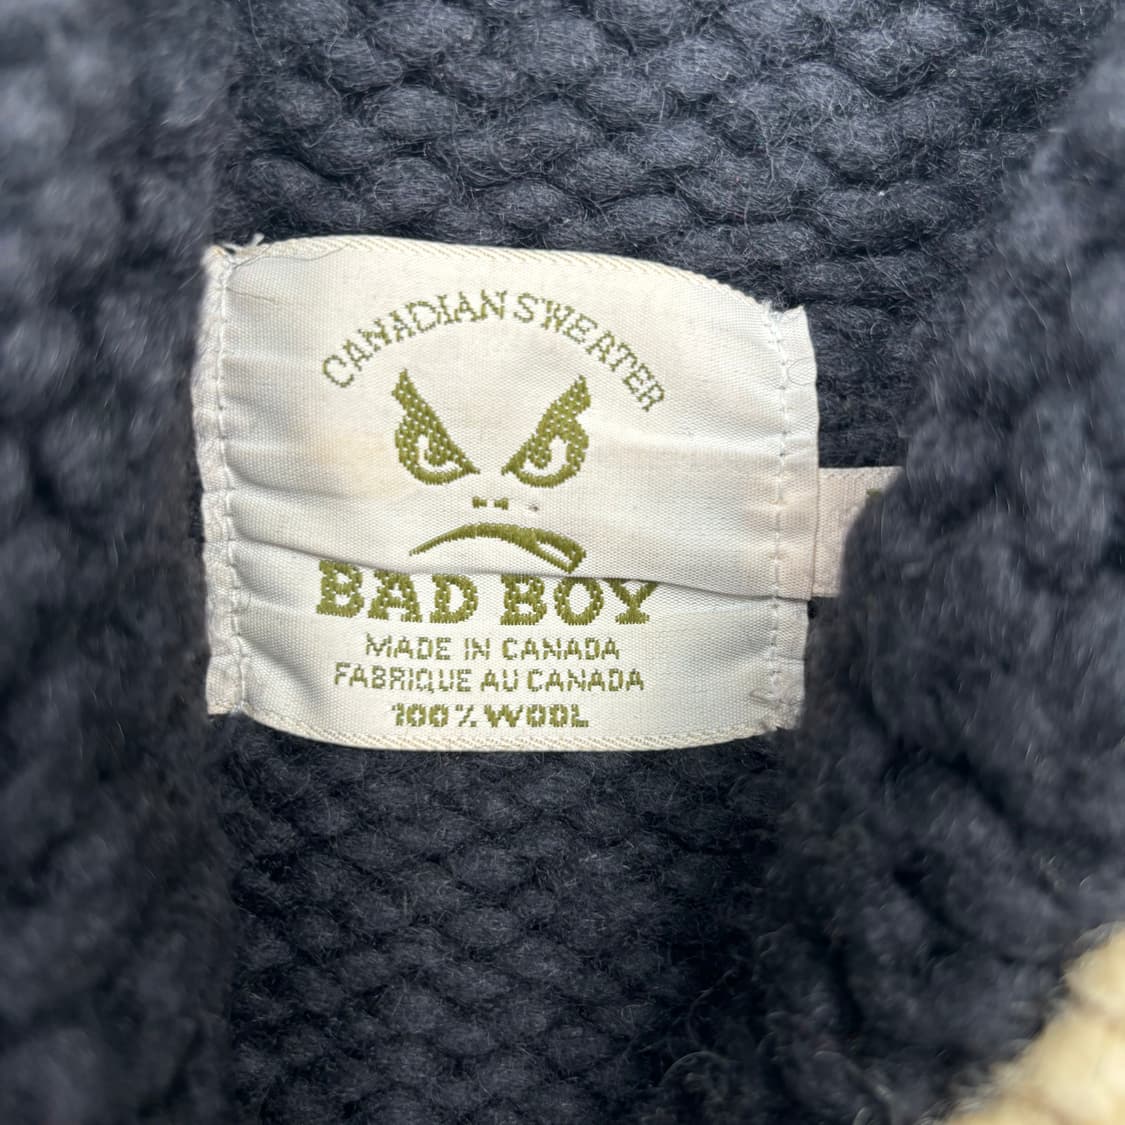 CANADIAN SWEATER
BAD BOY
MADE IN CANADA
FABRIQUE AU CANADA
100% WOOL